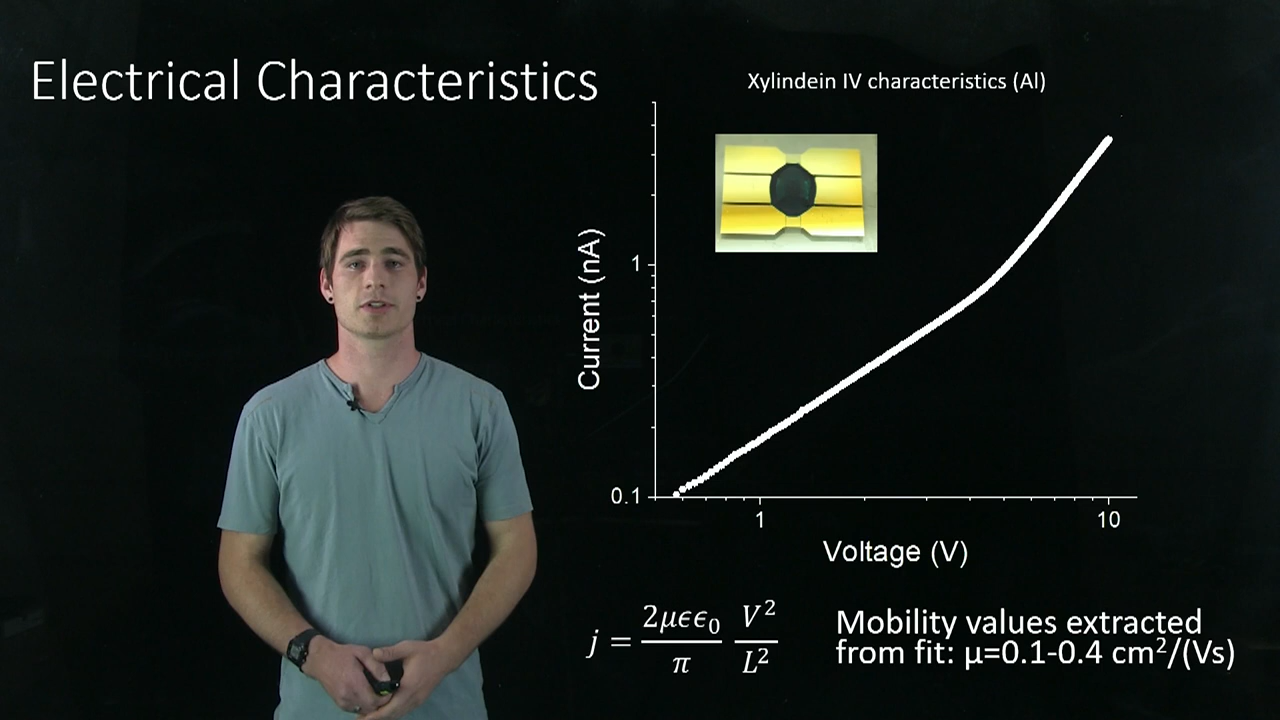 Electrical Characteristics
Xylindein IV characteristics (Al)
Current (nA)
1
0.1
1
10
Voltage (V)
j = 2μϵϵ₀/π V²/L²
Mobility values extracted
from fit: μ=0.1-0.4 cm²/(Vs)